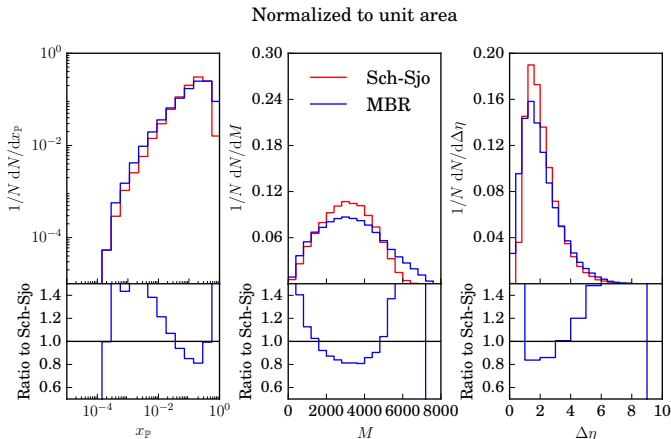 Normalized to unit area
1/N dN/dx_ℙ
10^0
10^−2
10^−4
1/N dN/dM
0.30
0.24
0.18
0.12
0.06
Sch-Sjo
MBR
1/N dN/dΔη
0.20
0.16
0.12
0.08
0.04
Ratio to Sch-Sjo
1.4
1.2
1.0
0.8
0.6
10^−4 10^−2 10^0
x_ℙ
Ratio to Sch-Sjo
1.4
1.2
1.0
0.8
0.6
0 2000 4000 6000 8000
M
Ratio to Sch-Sjo
1.4
1.2
1.0
0.8
0.6
0 2 4 6 8 10
Δη